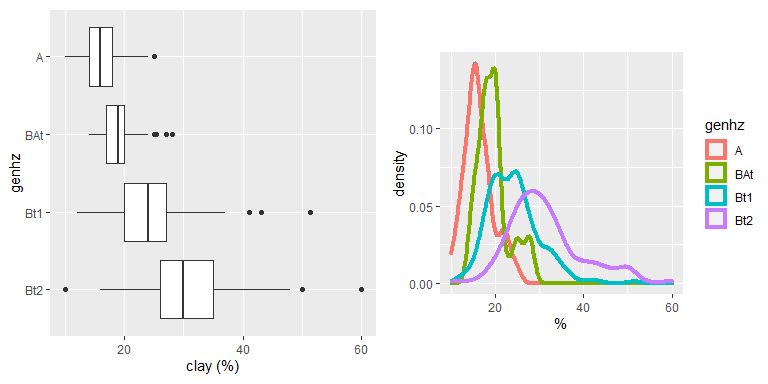 genhz
A
BAt
Bt1
Bt2
20
40
60
clay (%)
density
0.10
0.05
0.00
20
40
60
%
genhz
A
BAt
Bt1
Bt2